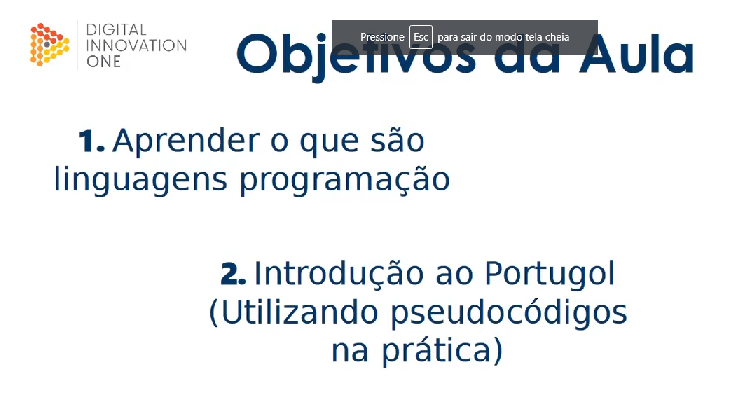 DIGITAL
INNOVATION
ONE
Pressione Esc para sair do modo tela cheia
Objetivos da Aula
1. Aprender o que são
linguagens programação
2. Introdução ao Portugol
(Utilizando pseudocódigos
na prática)